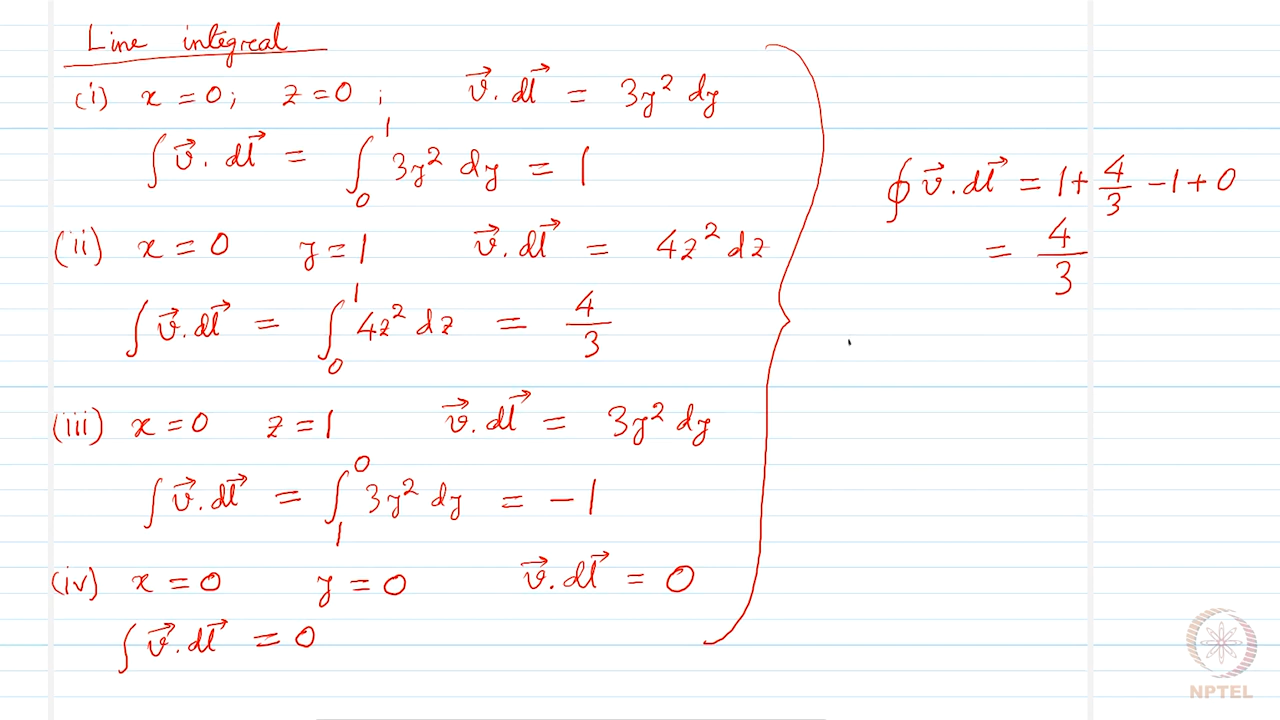 Line integral
(i) x = 0; z = 0; v⃗.dl⃗ = 3y² dy
∫ v⃗.dl⃗ = ∫₀¹ 3y² dy = 1
(ii) x = 0 y = 1 v⃗.dl⃗ = 4z² dz
∫ v⃗.dl⃗ = ∫₀¹ 4z² dz = 4/3
(iii) x = 0 z = 1 v⃗.dl⃗ = 3y² dy
∫ v⃗.dl⃗ = ∫₁⁰ 3y² dy = -1
(iv) x = 0 y = 0 v⃗.dl⃗ = 0
∫ v⃗.dl⃗ = 0
∮ v⃗.dl⃗ = 1 + 4/3 - 1 + 0
= 4/3
NPTEL